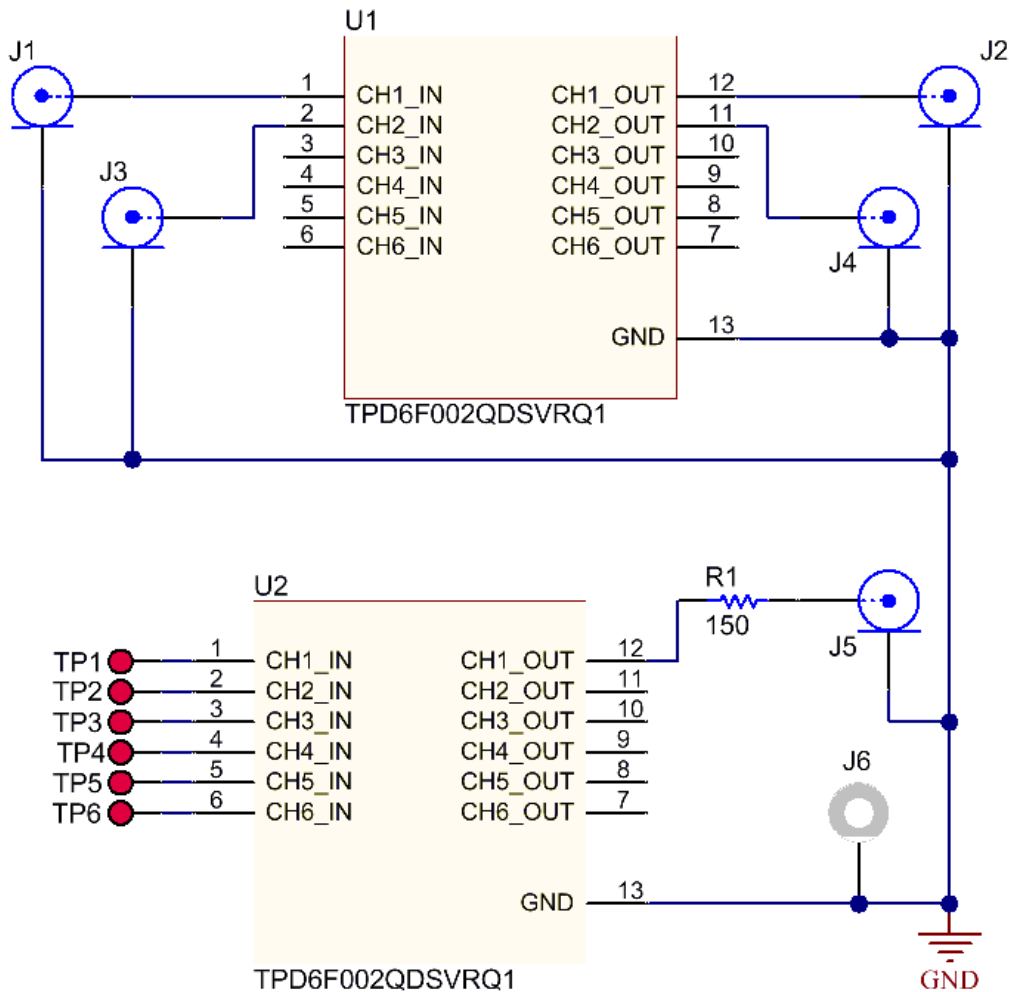 U1
J1
J2
1 CH1_IN CH1_OUT 12
2 CH2_IN CH2_OUT 11
3 CH3_IN CH3_OUT 10
J3
4 CH4_IN CH4_OUT 9
5 CH5_IN CH5_OUT 8
6 CH6_IN CH6_OUT 7
J4
GND 13
TPD6F002QDSVRQ1
U2
R1
150
J5
TP1 1 CH1_IN CH1_OUT 12
TP2 2 CH2_IN CH2_OUT 11
TP3 3 CH3_IN CH3_OUT 10
TP4 4 CH4_IN CH4_OUT 9
TP5 5 CH5_IN CH5_OUT 8
TP6 6 CH6_IN CH6_OUT 7
J6
GND 13
TPD6F002QDSVRQ1
GND